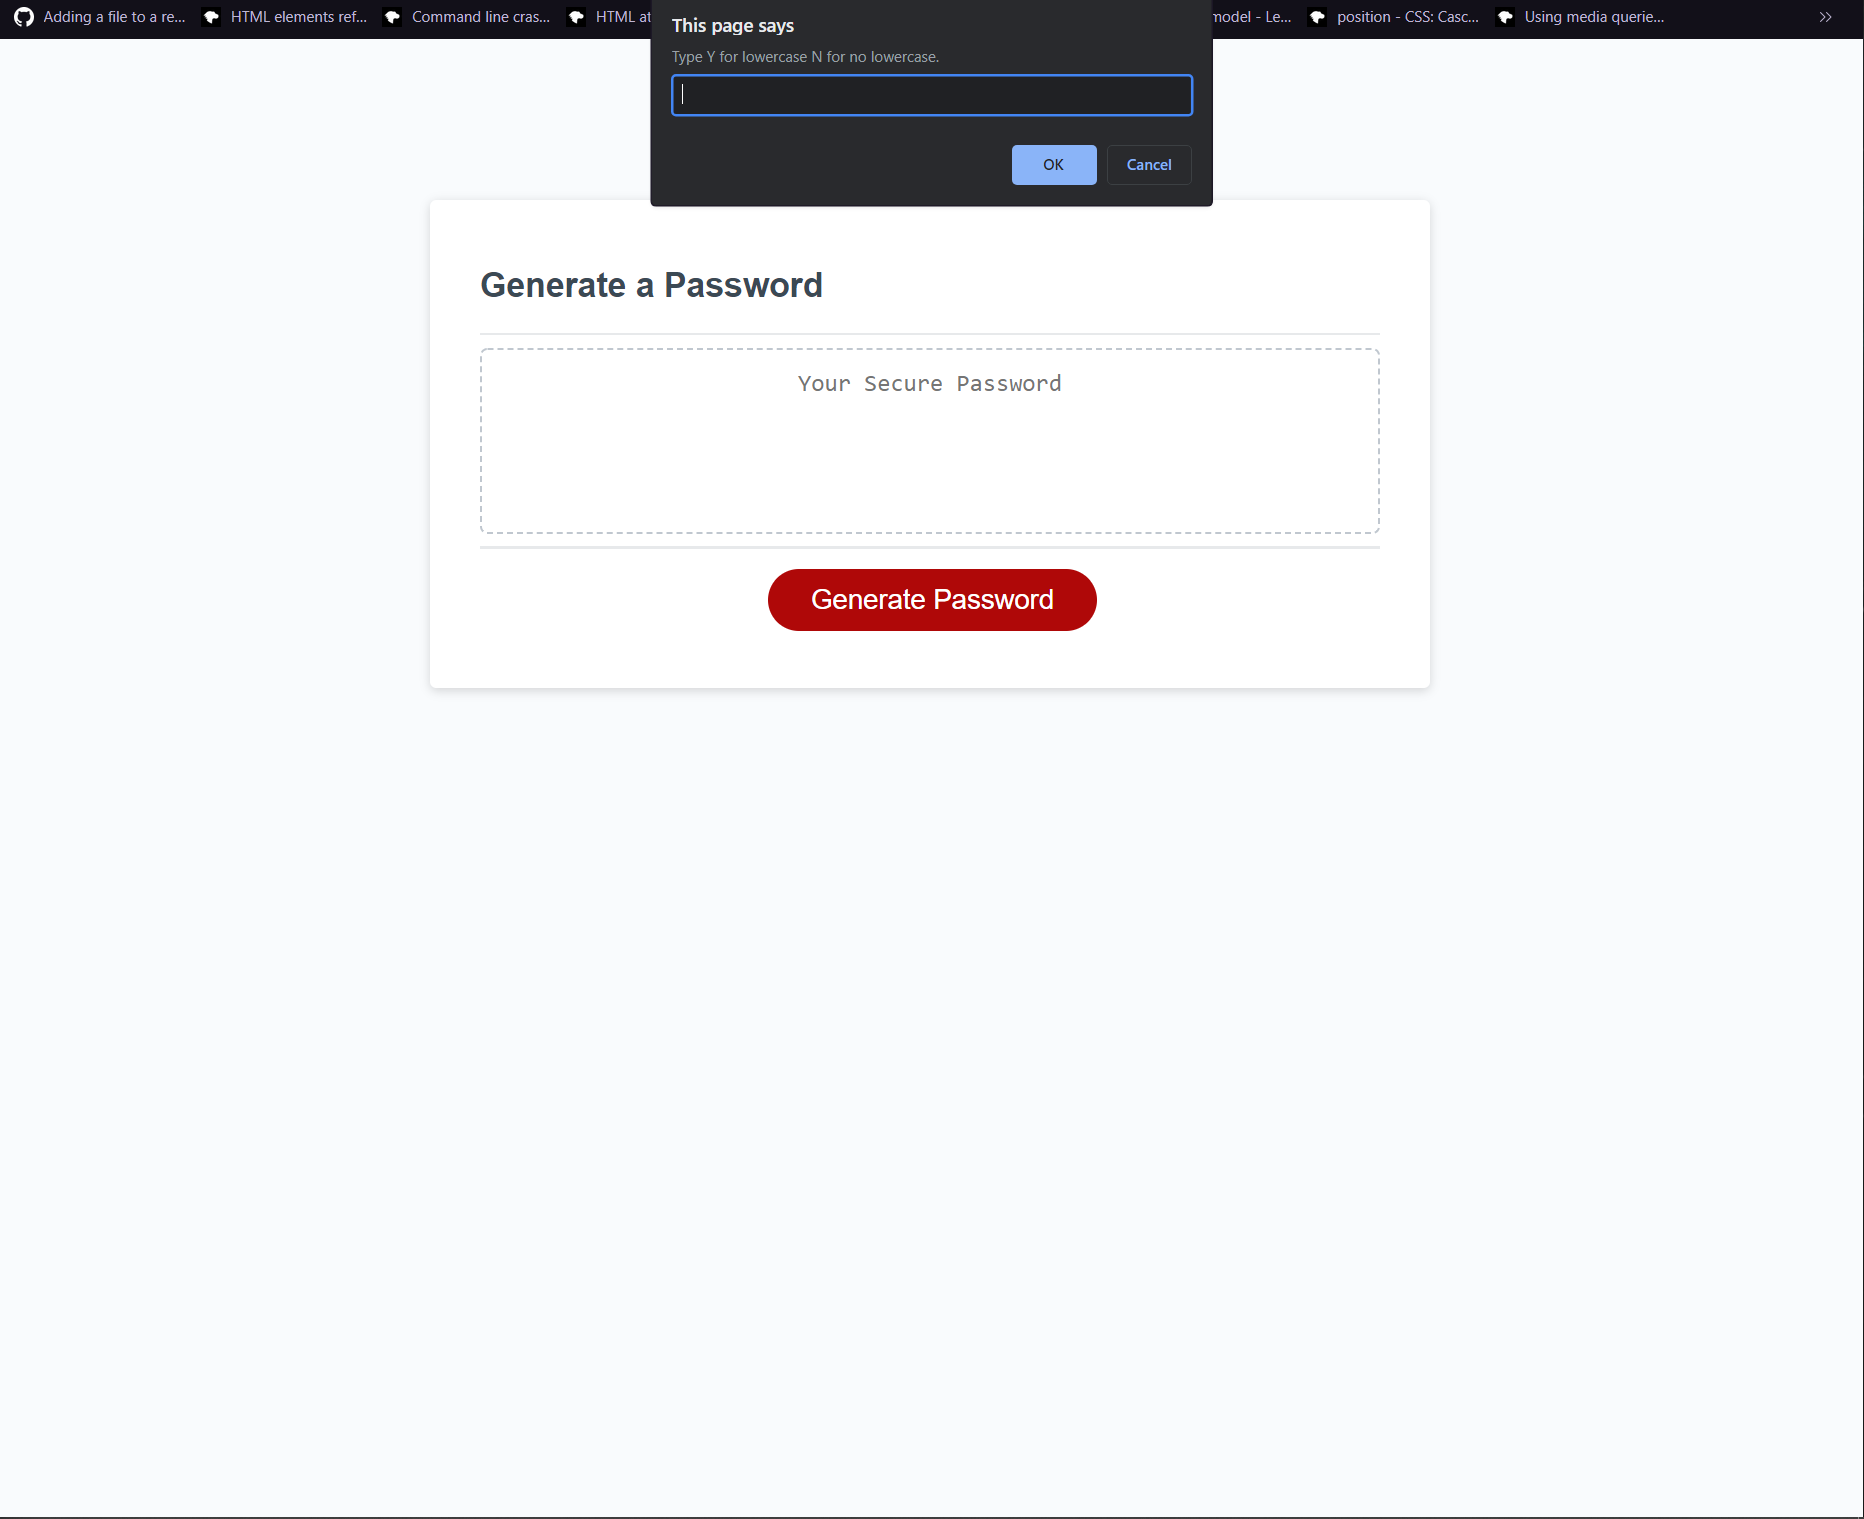 Adding a file to a re... HTML elements ref... Command line cras... HTML at model - Le... position - CSS: Casc... Using media querie...
This page says
Type Y for lowercase N for no lowercase.
OK Cancel
Generate a Password
Your Secure Password
Generate Password